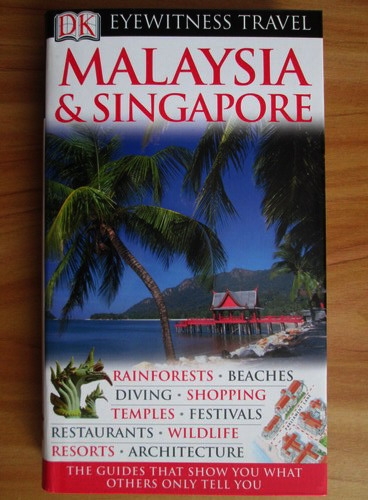 DK EYEWITNESS TRAVEL
MALAYSIA
& SINGAPORE
RAINFORESTS • BEACHES
DIVING • SHOPPING
TEMPLES • FESTIVALS
RESTAURANTS • WILDLIFE
RESORTS • ARCHITECTURE
THE GUIDES THAT SHOW YOU WHAT
OTHERS ONLY TELL YOU